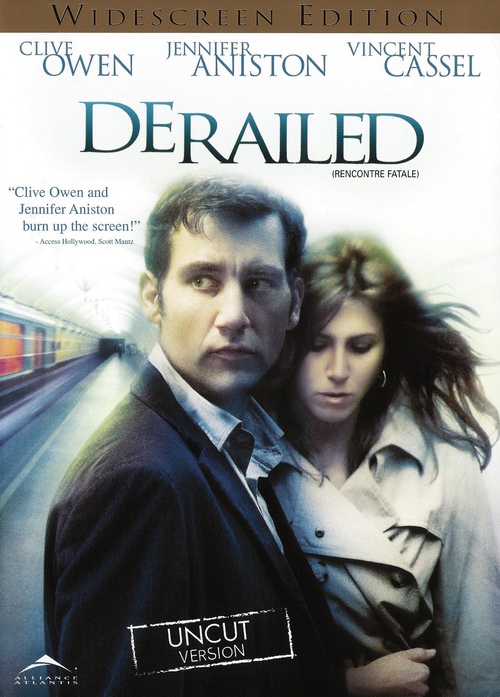 WIDESCREEN EDITION
CLIVE OWEN JENNIFER ANISTON VINCENT CASSEL
DERAILED
(RENCONTRE FATALE)
“Clive Owen and
Jennifer Aniston
burn up the screen!”
- Access Hollywood, Scott Mantz
UNCUT
VERSION
ALLIANCE
ATLANTIS